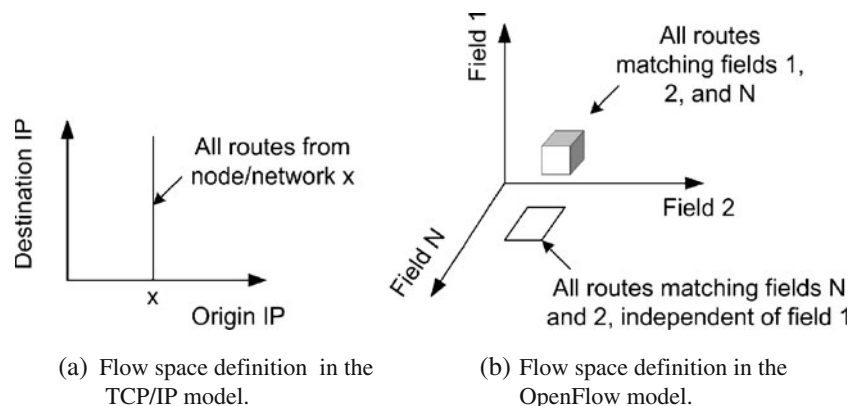 Destination IP
All routes from
node/network x
x
Origin IP
(a) Flow space definition in the
TCP/IP model.
Field 1
All routes
matching fields 1,
2, and N
Field 2
Field N
All routes matching fields N
and 2, independent of field 1
(b) Flow space definition in the
OpenFlow model.